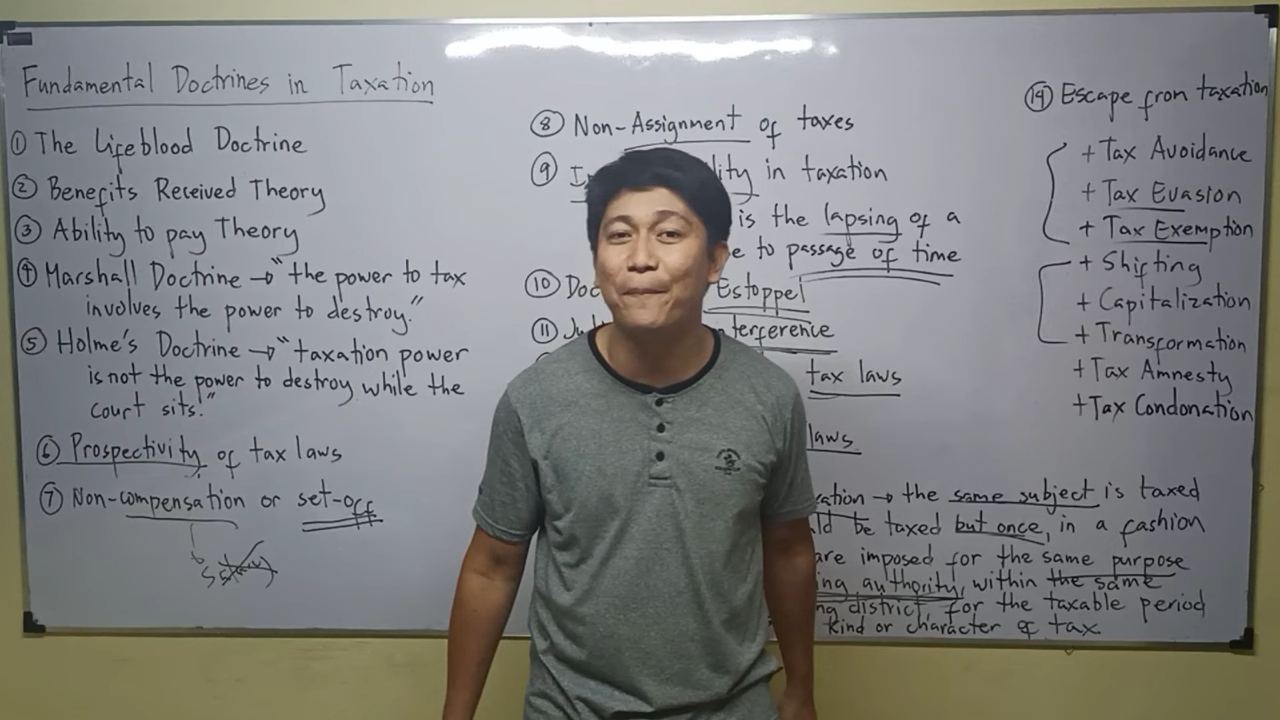 Fundamental Doctrines in Taxation
① The Lifeblood Doctrine
② Benefits Received Theory
③ Ability to pay Theory
④ Marshall Doctrine → "the power to tax
involves the power to destroy."
⑤ Holme's Doctrine → "taxation power
is not the power to destroy while the
court sits."
⑥ Prospectivity of tax laws
⑦ Non-compensation or set-off
⑧ Non-Assignment of taxes
⑨ in taxation
is the lapsing of a
to passage of time
⑩ Estoppel
⑪
tax laws
laws.
→ the same subject is taxed
be taxed but once, in a fashion
are imposed for the same purpose
authority, within the same
district, for the taxable period
kind or character of tax.
⑭ Escape from taxation
+ Tax Avoidance
+ Tax Evasion
+ Tax Exemption
+ Shifting
+ Capitalization
+ Transformation
+ Tax Amnesty
+ Tax Condonation